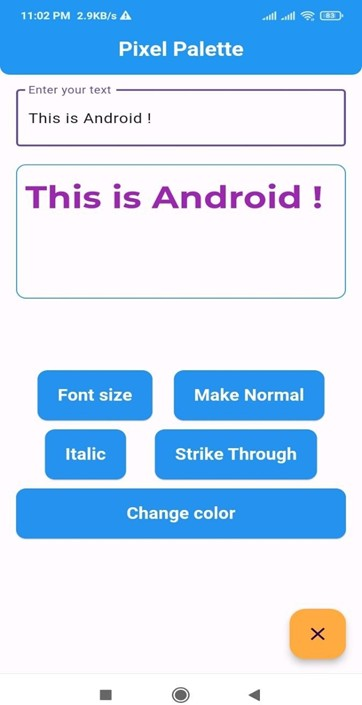 11:02 PM 2.9KB/s
83
Pixel Palette
Enter your text
This is Android !
This is Android !
Font size
Make Normal
Italic
Strike Through
Change color